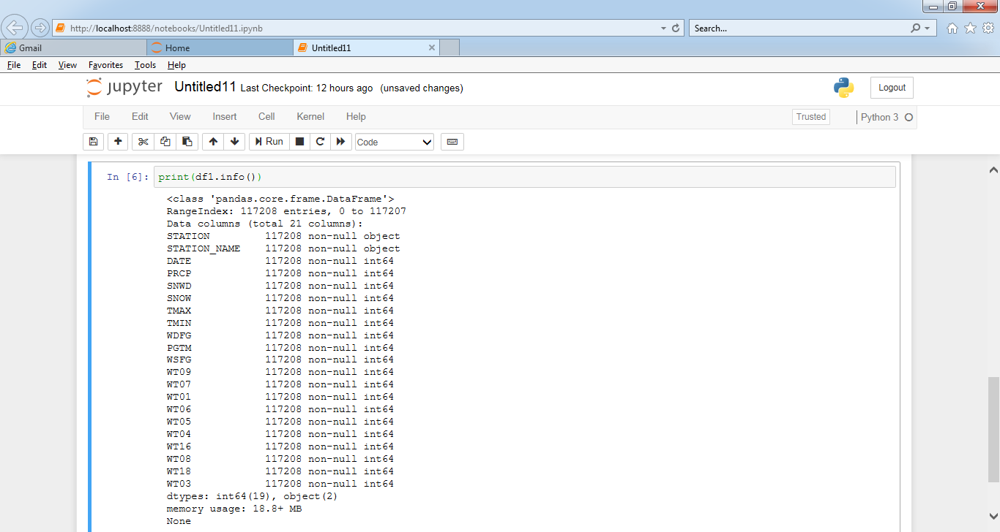 http://localhost:8888/notebooks/Untitled11.ipynb
Search...
Gmail
Home
Untitled11
File Edit View Favorites Tools Help
jupyter Untitled11 Last Checkpoint: 12 hours ago (unsaved changes)
Logout
File Edit View Insert Cell Kernel Help
Trusted
Python 3
Run
Code
In [6]: print(df1.info())
<class 'pandas.core.frame.DataFrame'>
RangeIndex: 117208 entries, 0 to 117207
Data columns (total 21 columns):
STATION 117208 non-null object
STATION_NAME 117208 non-null object
DATE 117208 non-null int64
PRCP 117208 non-null int64
SNWD 117208 non-null int64
SNOW 117208 non-null int64
TMAX 117208 non-null int64
TMIN 117208 non-null int64
WDFG 117208 non-null int64
PGTM 117208 non-null int64
WSFG 117208 non-null int64
WT09 117208 non-null int64
WT07 117208 non-null int64
WT01 117208 non-null int64
WT06 117208 non-null int64
WT05 117208 non-null int64
WT04 117208 non-null int64
WT16 117208 non-null int64
WT08 117208 non-null int64
WT18 117208 non-null int64
WT03 117208 non-null int64
dtypes: int64(19), object(2)
memory usage: 18.8+ MB
None